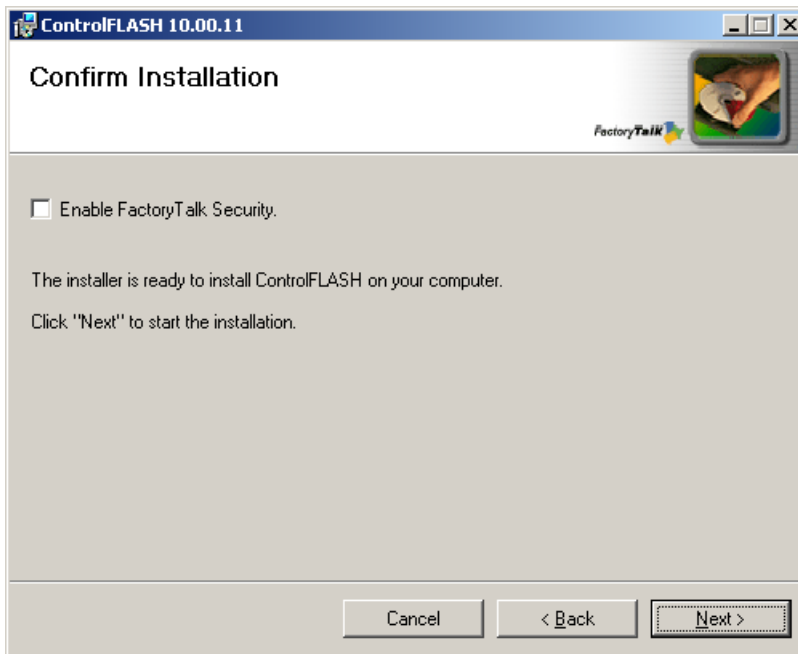 ControlFLASH 10.00.11
Confirm Installation
FactoryTalk
Enable FactoryTalk Security.
The installer is ready to install ControlFLASH on your computer.
Click "Next" to start the installation.
Cancel
< Back
Next >